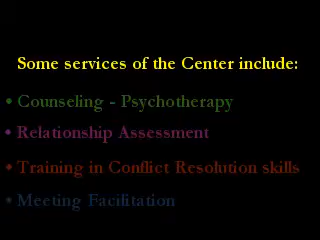 Some services of the Center include:
• Counseling - Psychotherapy
• Relationship Assessment
• Training in Conflict Resolution skills
• Meeting Facilitation